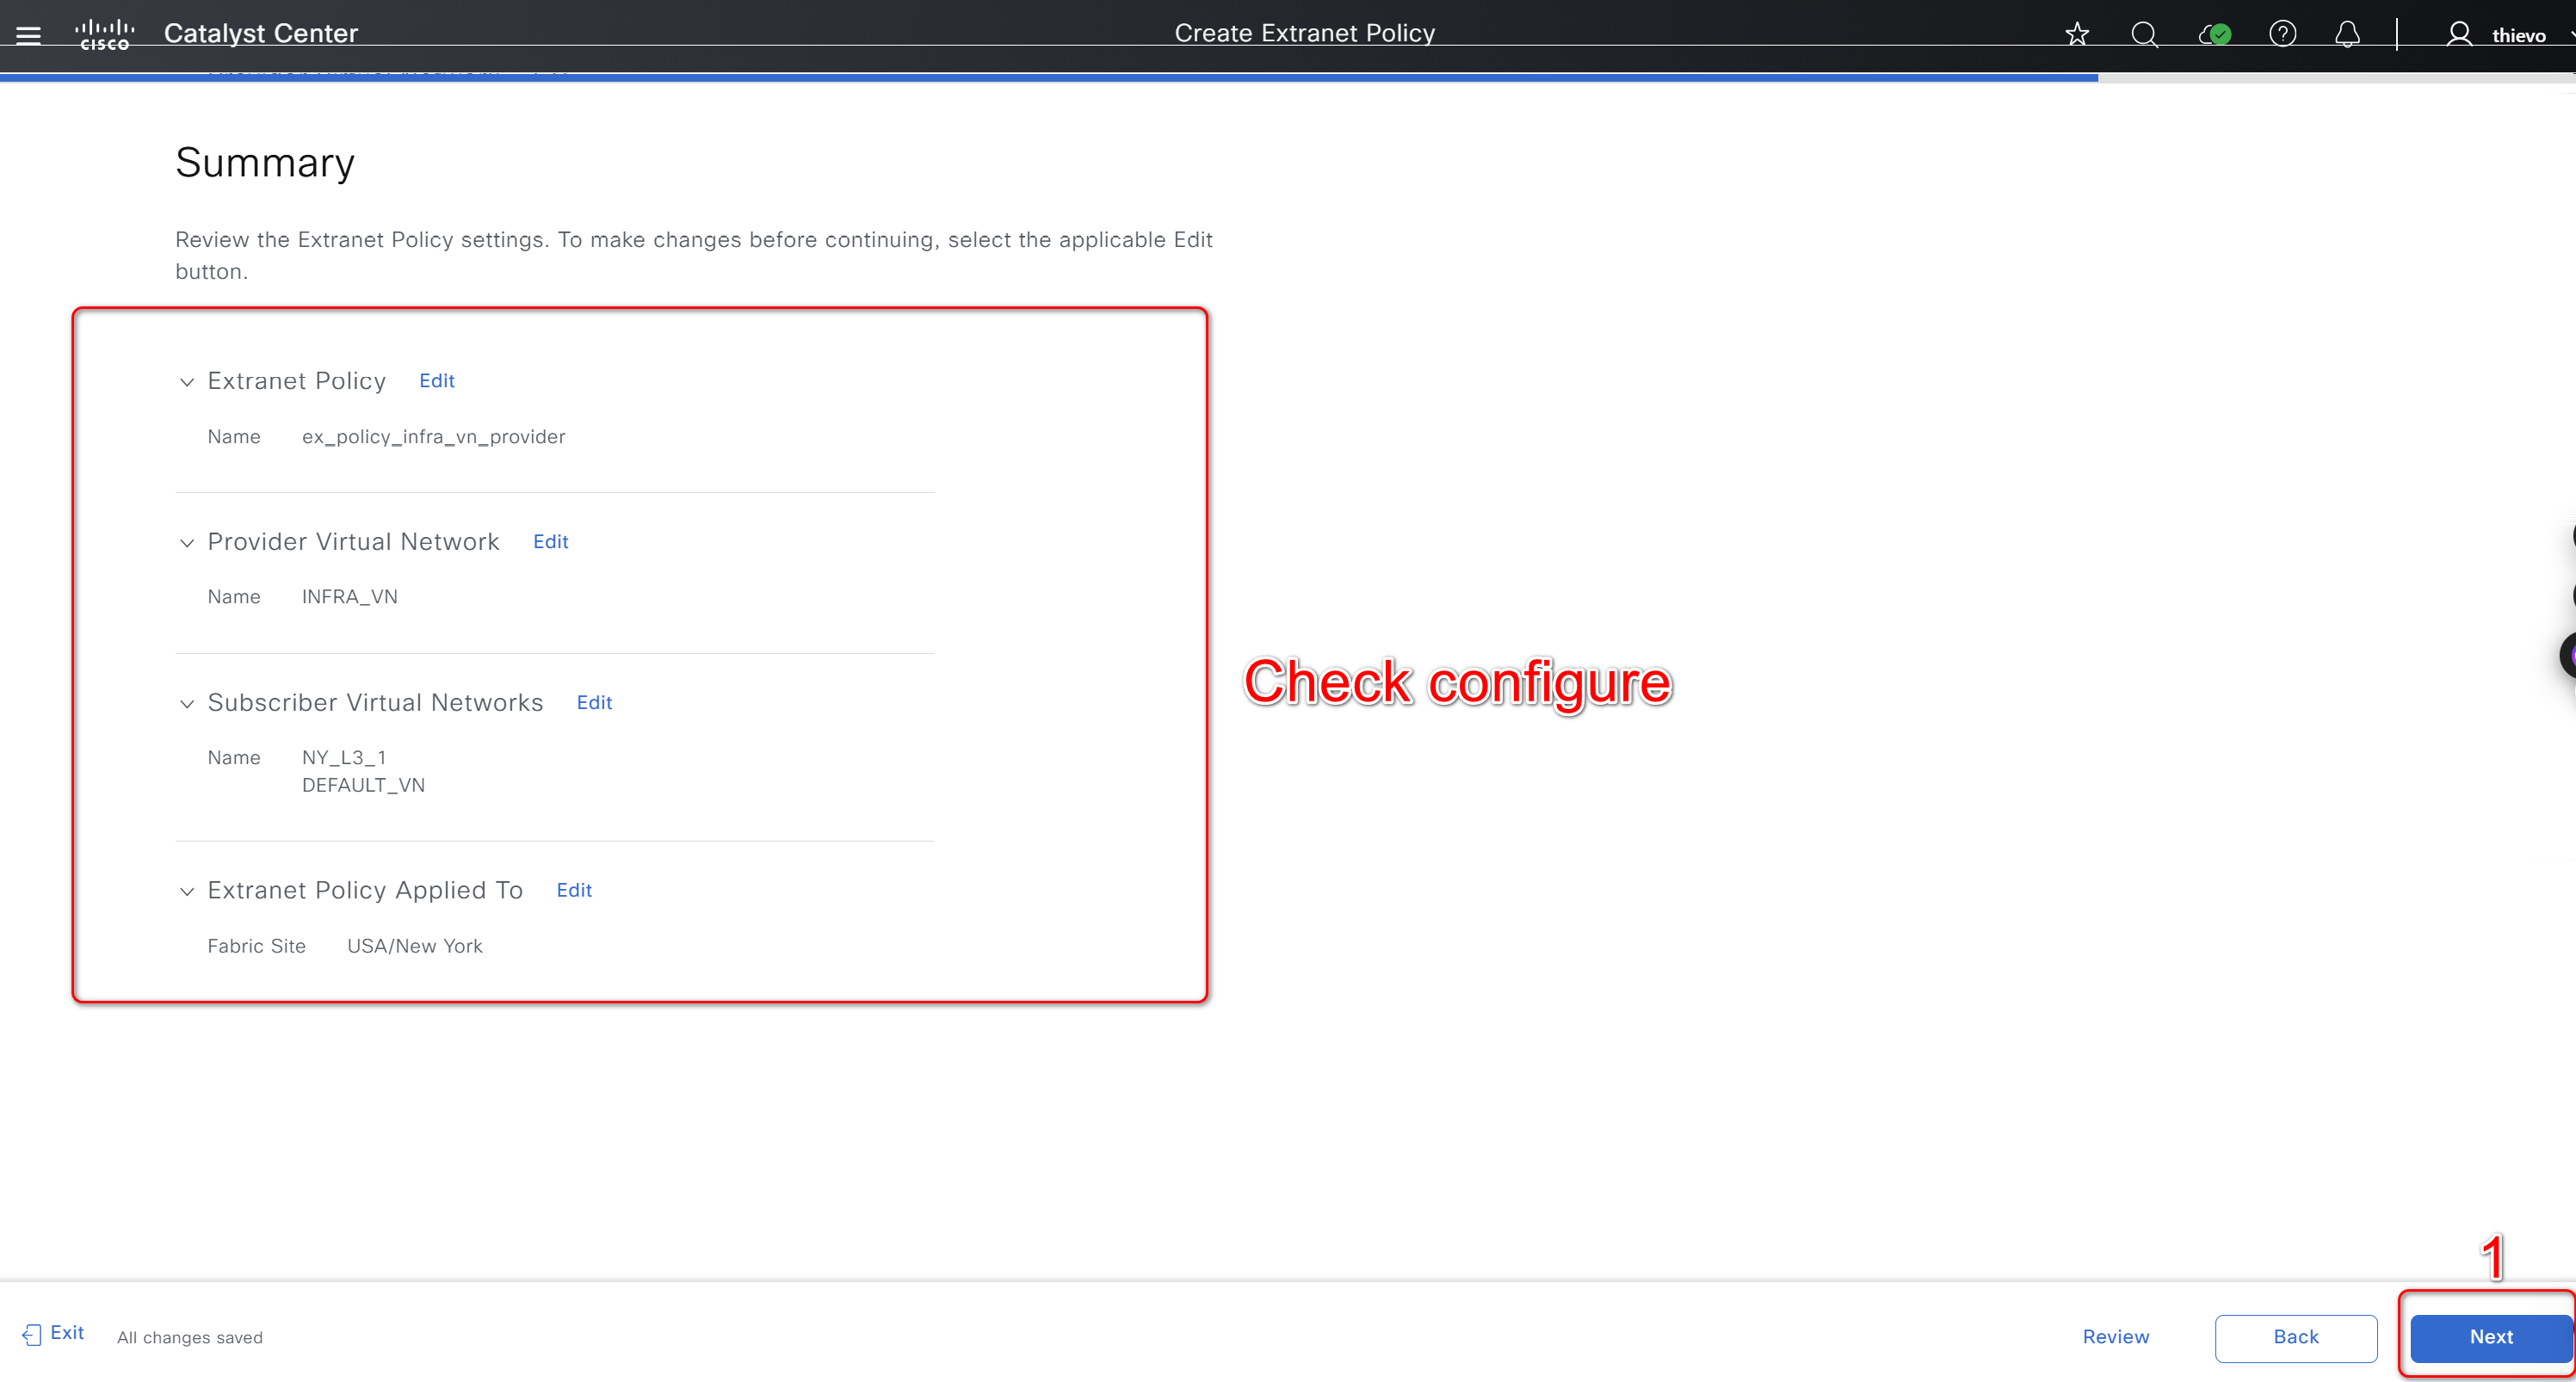 CISCO Catalyst Center Create Extranet Policy thievo
Summary
Review the Extranet Policy settings. To make changes before continuing, select the applicable Edit
button.
Extranet Policy Edit
Name ex_policy_infra_vn_provider
Provider Virtual Network Edit
Name INFRA_VN
Subscriber Virtual Networks Edit
Name NY_L3_1
DEFAULT_VN
Extranet Policy Applied To Edit
Fabric Site USA/New York
Check configure
1
Exit All changes saved Review Back Next